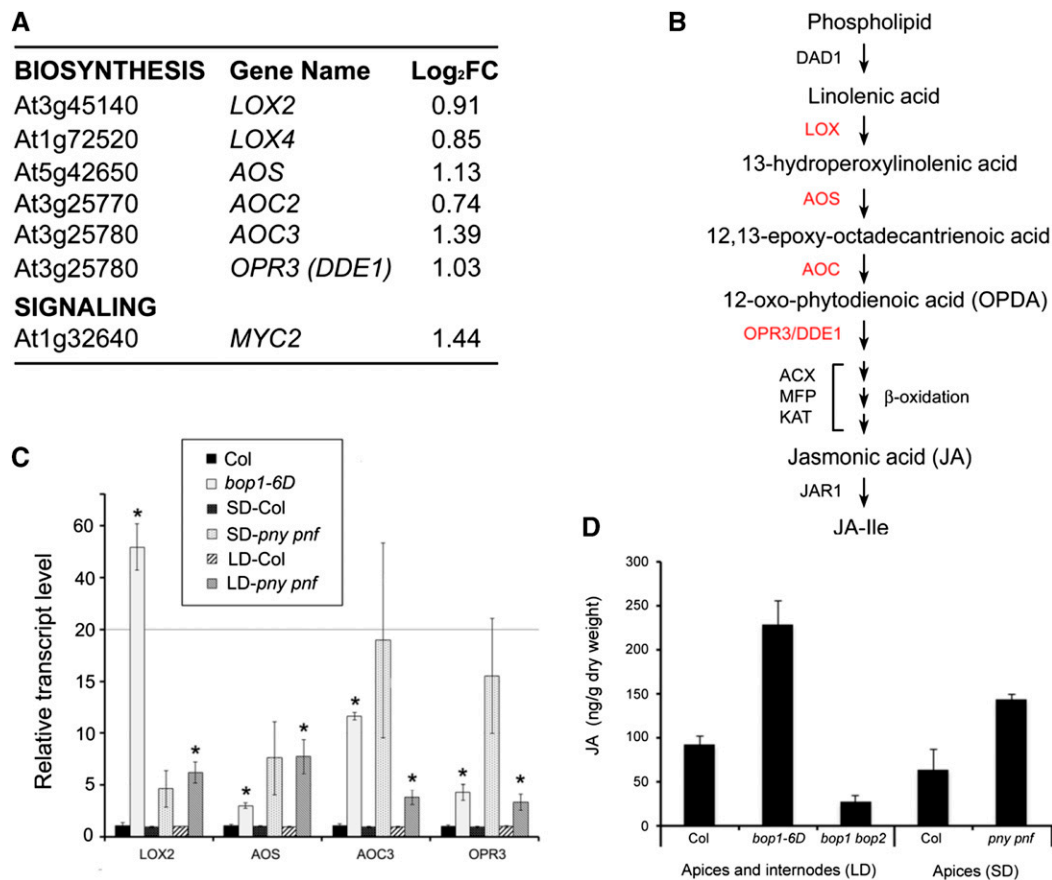 A
BIOSYNTHESIS Gene Name Log₂FC
At3g45140 LOX2 0.91
At1g72520 LOX4 0.85
At5g42650 AOS 1.13
At3g25770 AOC2 0.74
At3g25780 AOC3 1.39
At3g25780 OPR3 (DDE1) 1.03
SIGNALING
At1g32640 MYC2 1.44
B
Phospholipid
DAD1
Linolenic acid
LOX
13-hydroperoxylinolenic acid
AOS
12,13-epoxy-octadecantrienoic acid
AOC
12-oxo-phytodienoic acid (OPDA)
OPR3/DDE1
ACX
MFP
KAT
β-oxidation
Jasmonic acid (JA)
JAR1
JA-Ile
C
Col
bop1-6D
SD-Col
SD-pny pnf
LD-Col
LD-pny pnf
Relative transcript level
60
40
20
15
10
5
0
* * * * * * *
LOX2 AOS AOC3 OPR3
D
JA (ng/g dry weight)
300
250
200
150
100
50
0
Col bop1-6D bop1 bop2 Col pny pnf
Apices and internodes (LD) Apices (SD)